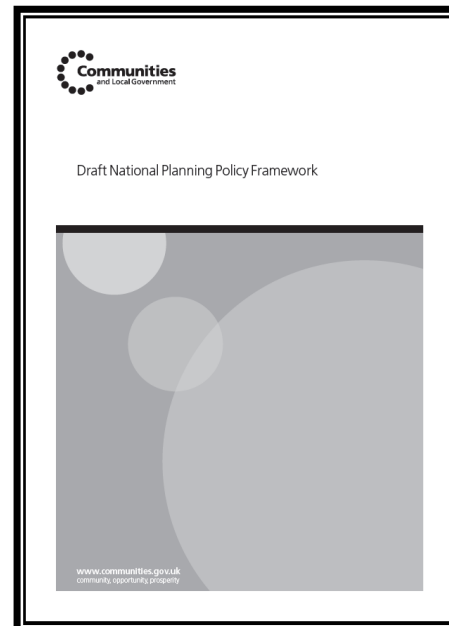 Communities
and Local Government
Draft National Planning Policy Framework
www.communities.gov.uk
community, opportunity, prosperity